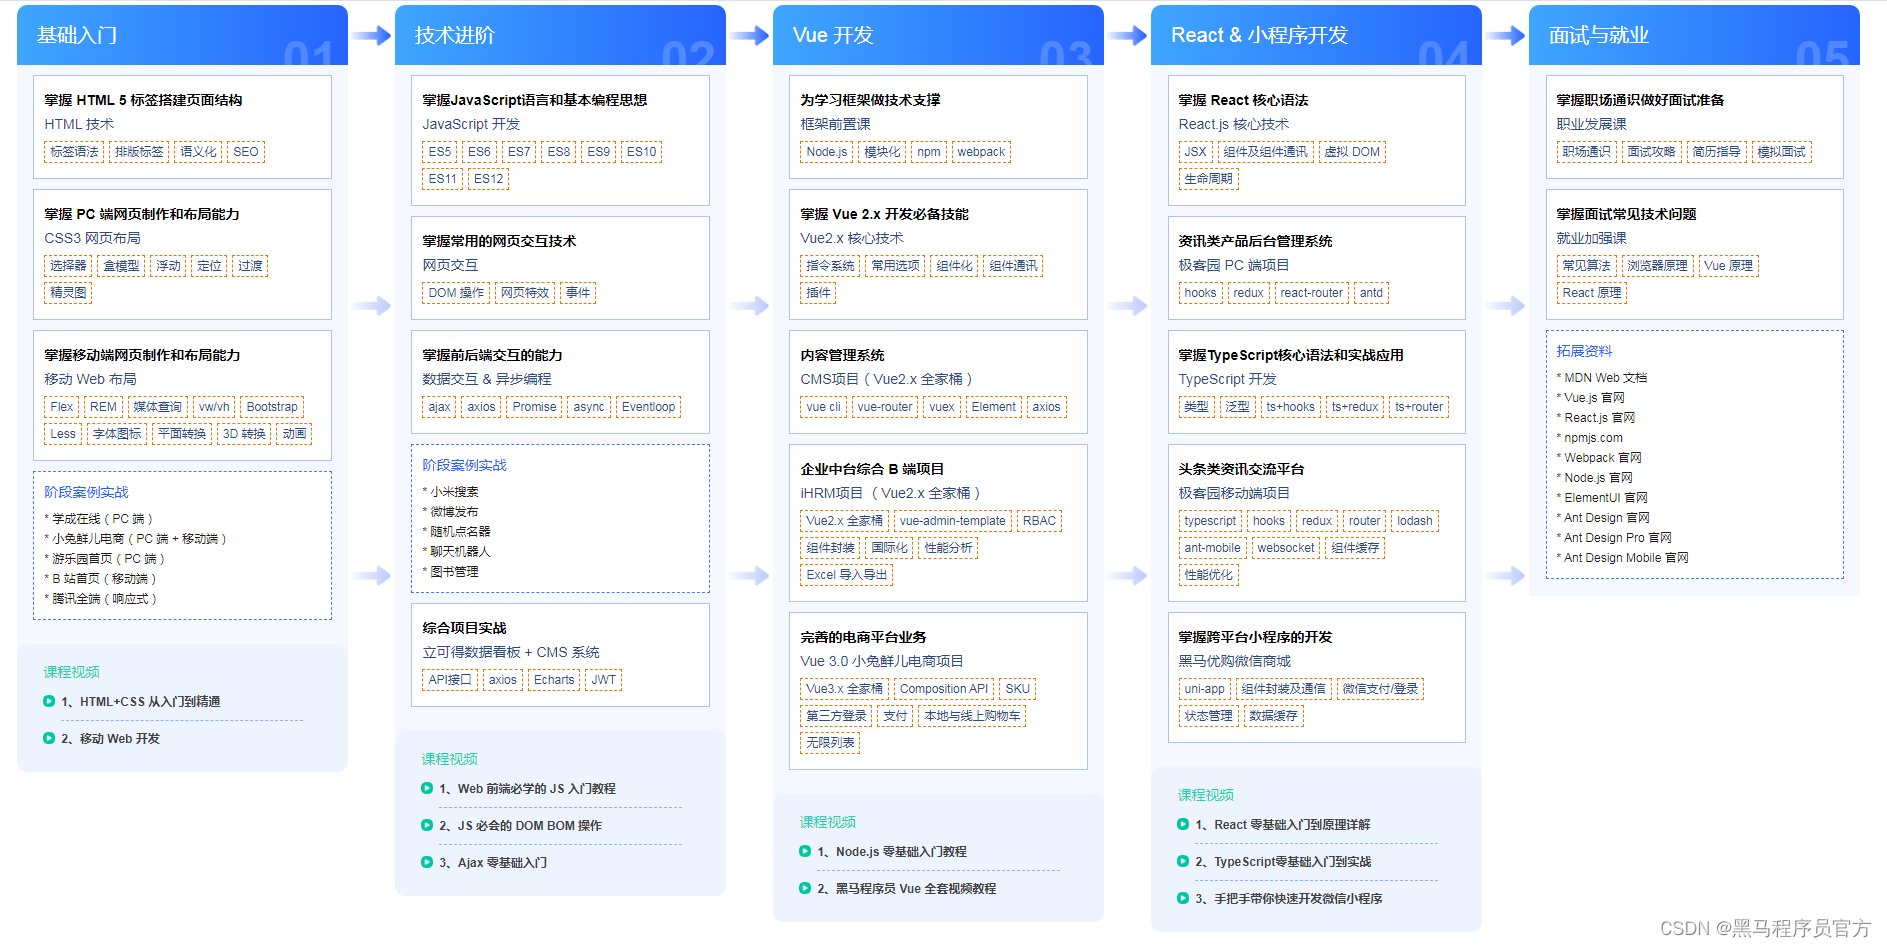 基础入门
01
掌握 HTML 5 标签搭建页面结构
HTML 技术
标签语法 排版标签 语义化 SEO
掌握 PC 端网页制作和布局能力
CSS3 网页布局
选择器 盒模型 浮动 定位 过渡
精灵图
掌握移动端网页制作和布局能力
移动 Web 布局
Flex REM 媒体查询 vw/vh Bootstrap
Less 字体图标 平面转换 3D 转换 动画
阶段案例实战
* 学成在线（PC 端）
* 小兔鲜儿电商（PC 端 + 移动端）
* 游乐园首页（PC 端）
* B 站首页（移动端）
* 腾讯全端（响应式）
课程视频
1、HTML+CSS 从入门到精通
2、移动 Web 开发
技术进阶
02
掌握JavaScript语言和基本编程思想
JavaScript 开发
ES5 ES6 ES7 ES8 ES9 ES10
ES11 ES12
掌握常用的网页交互技术
网页交互
DOM 操作 网页特效 事件
掌握前后端交互的能力
数据交互 & 异步编程
ajax axios Promise async Eventloop
阶段案例实战
* 小米搜索
* 微博发布
* 随机点名器
* 聊天机器人
* 图书管理
综合项目实战
立可得数据看板 + CMS 系统
API接口 axios Echarts JWT
课程视频
1、Web 前端必学的 JS 入门教程
2、JS 必会的 DOM BOM 操作
3、Ajax 零基础入门
Vue 开发
03
为学习框架做技术支撑
框架前置课
Node.js 模块化 npm webpack
掌握 Vue 2.x 开发必备技能
Vue2.x 核心技术
指令系统 常用选项 组件化 组件通讯
插件
内容管理系统
CMS项目（Vue2.x 全家桶）
vue cli vue-router vuex Element axios
企业中台综合 B 端项目
iHRM项目 （Vue2.x 全家桶）
Vue2.x 全家桶 vue-admin-template RBAC
组件封装 国际化 性能分析
Excel 导入导出
完善的电商平台业务
Vue 3.0 小兔鲜儿电商项目
Vue3.x 全家桶 Composition API SKU
第三方登录 支付 本地与线上购物车
无限列表
课程视频
1、Node.js 零基础入门教程
2、黑马程序员 Vue 全套视频教程
React & 小程序开发
04
掌握 React 核心语法
React.js 核心技术
JSX 组件及组件通讯 虚拟 DOM
生命周期
资讯类产品后台管理系统
极客园 PC 端项目
hooks redux react-router antd
掌握TypeScript核心语法和实战应用
TypeScript 开发
类型 泛型 ts+hooks ts+redux ts+router
头条类资讯交流平台
极客园移动端项目
typescript hooks redux router lodash
ant-mobile websocket 组件缓存
性能优化
掌握跨平台小程序的开发
黑马优购微信商城
uni-app 组件封装及通信 微信支付/登录
状态管理 数据缓存
课程视频
1、React 零基础入门到原理详解
2、TypeScript零基础入门到实战
3、手把手带你快速开发微信小程序
面试与就业
05
掌握职场通识做好面试准备
职业发展课
职场通识 面试攻略 简历指导 模拟面试
掌握面试常见技术问题
就业加强课
常见算法 浏览器原理 Vue 原理
React 原理
拓展资料
* MDN Web 文档
* Vue.js 官网
* React.js 官网
* npmjs.com
* Webpack 官网
* Node.js 官网
* ElementUI 官网
* Ant Design 官网
* Ant Design Pro 官网
* Ant Design Mobile 官网
CSDN @黑马程序员官方